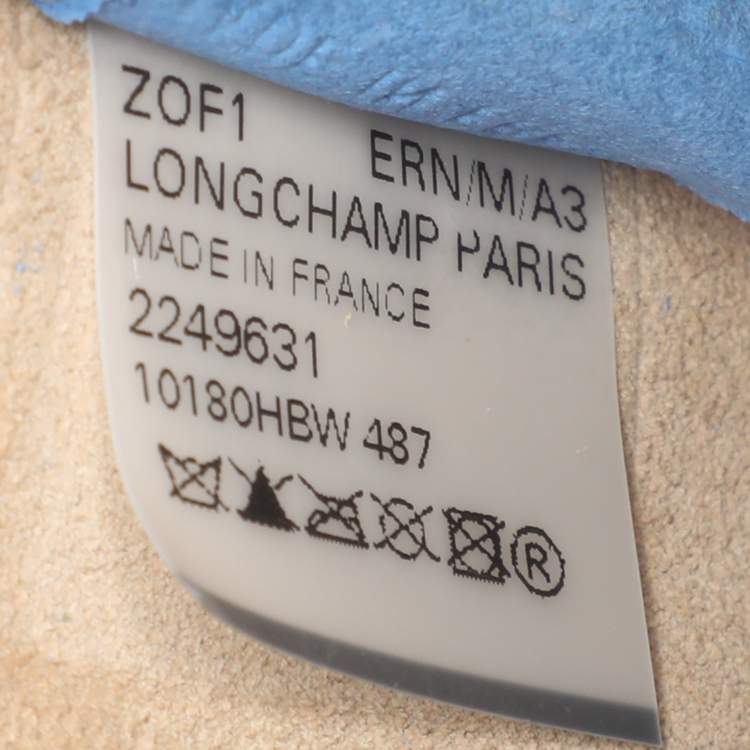 ZOF1 ERN/M/A3
LONGCHAMP PARIS
MADE IN FRANCE
2249631
10180HBW 487
®